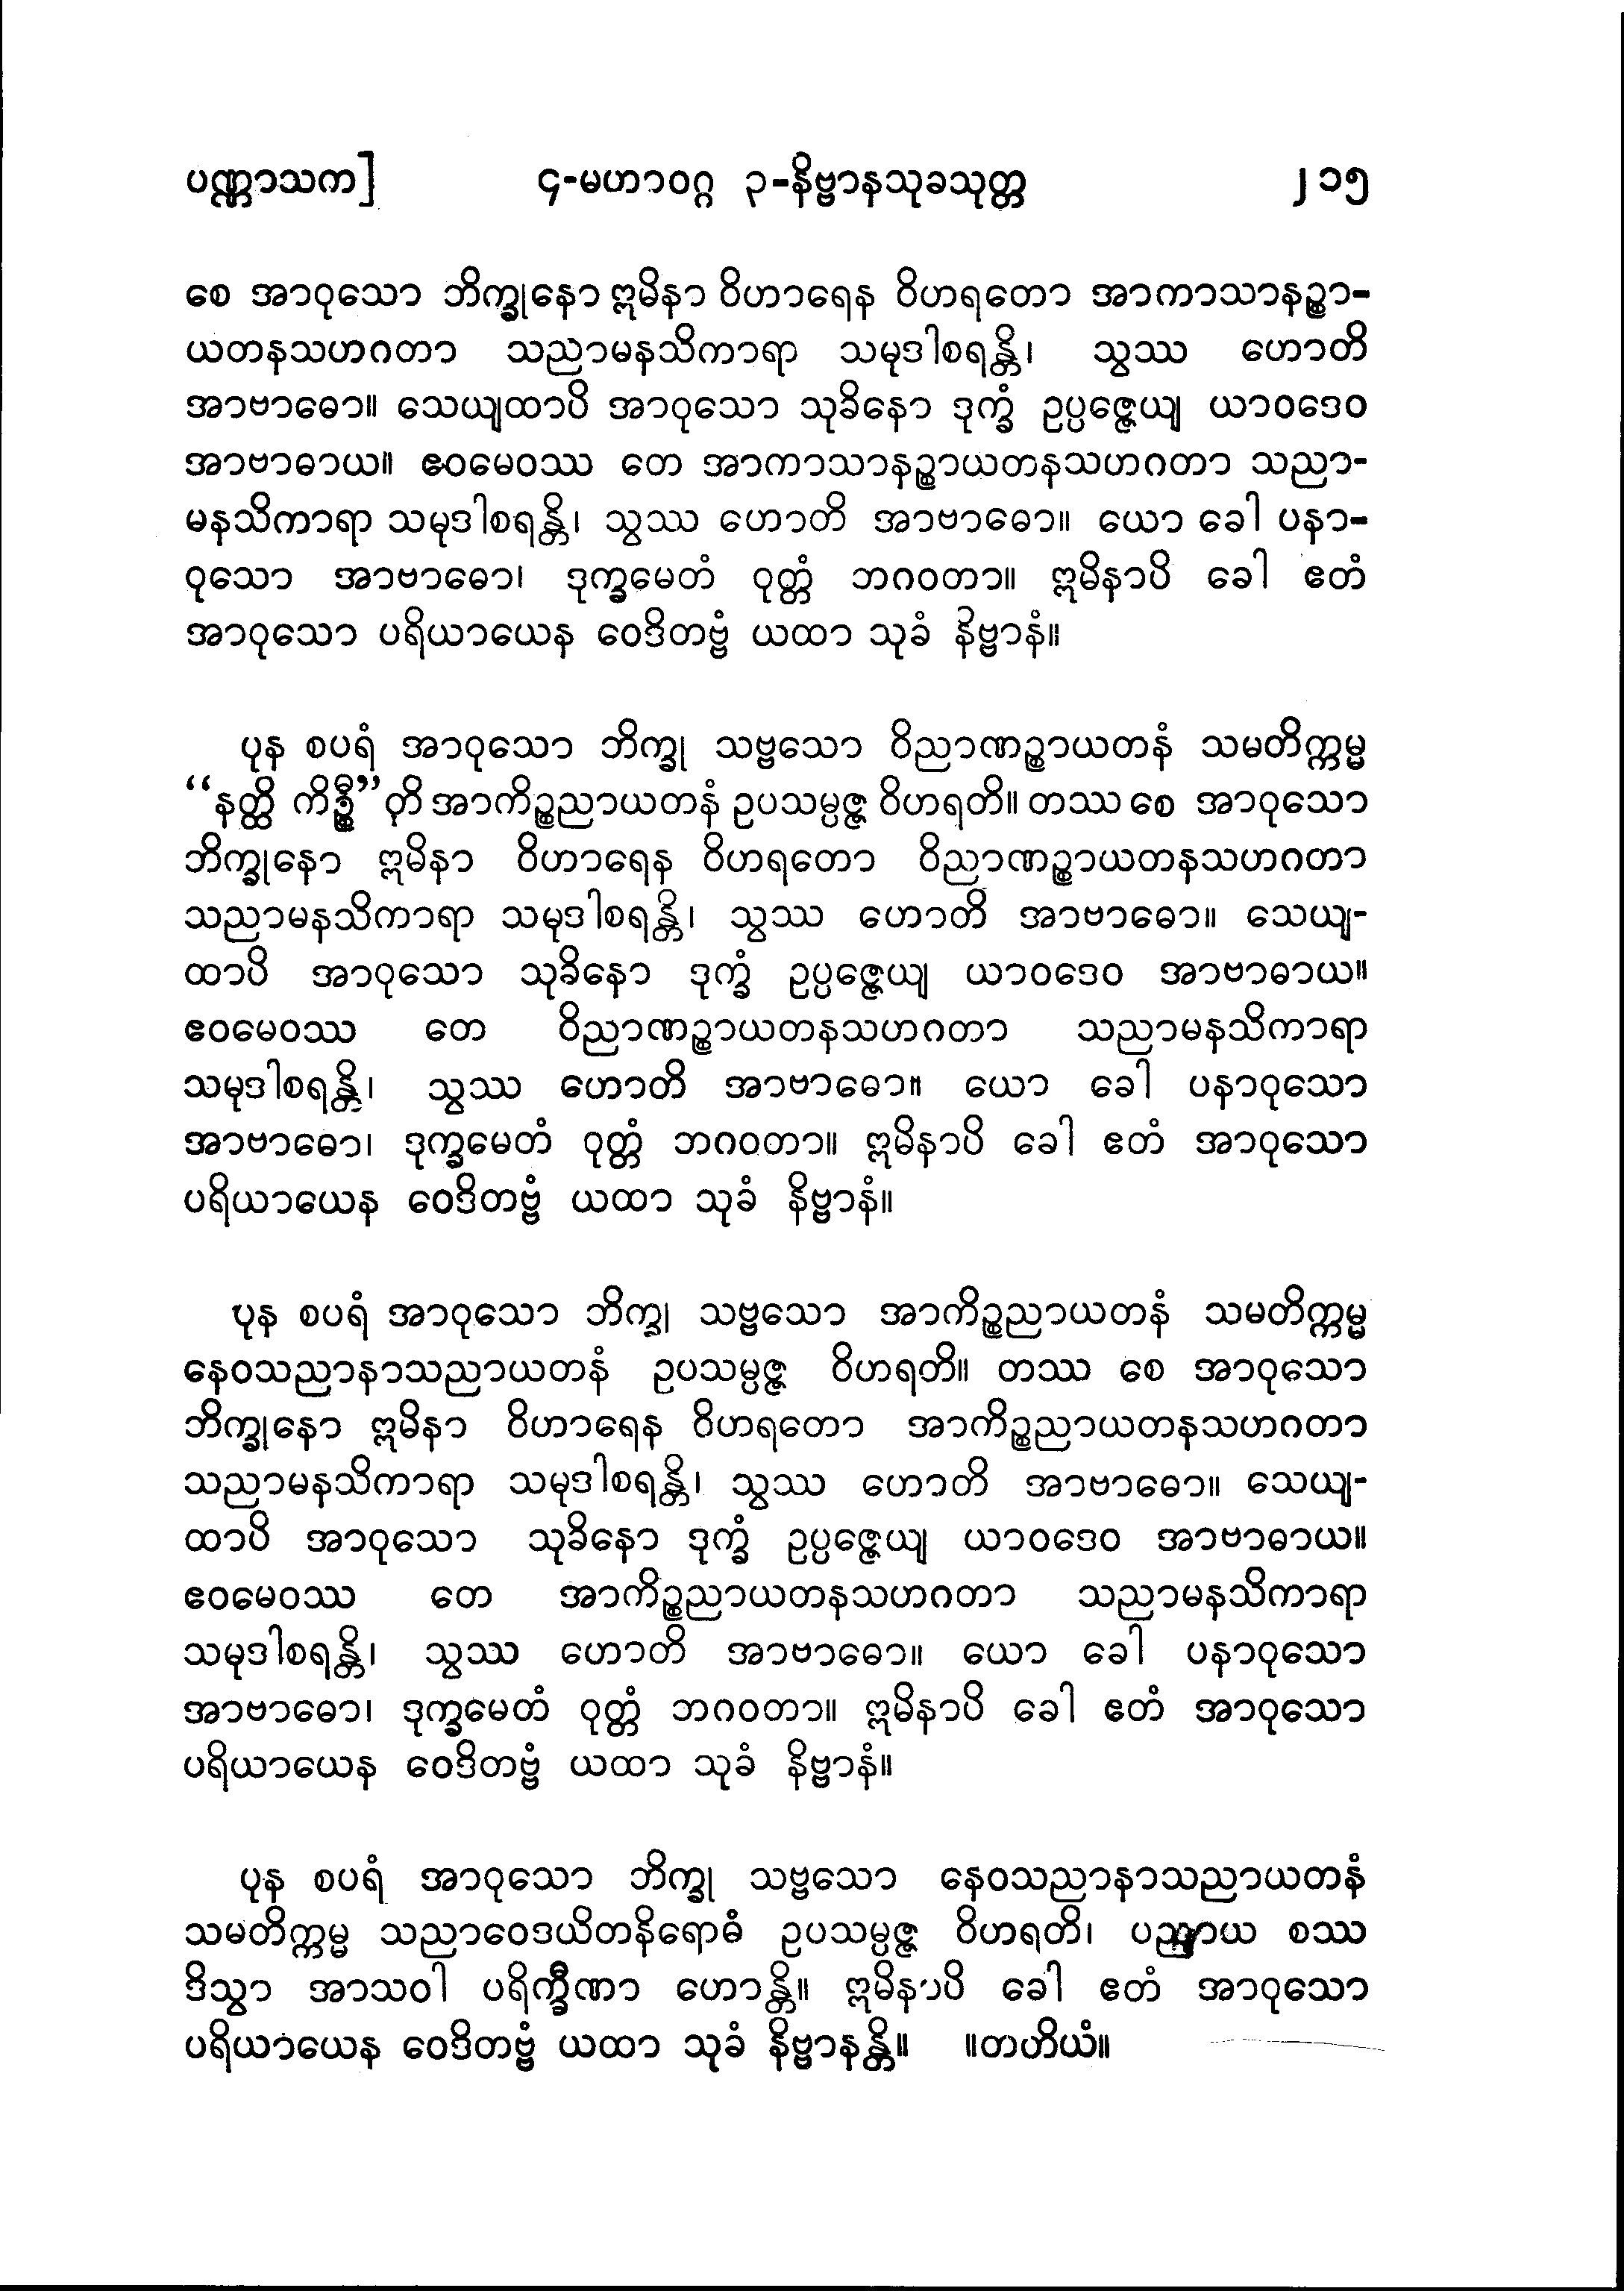 ပဏ္ဏာသက] ၄-မဟာဝဂ္ဂ ၃-နိဗ္ဗာနသုခသုတ္တ ၂၁၅
စေ အာဝုသော ဘိက္ခုနော ဣမိနာ ဝိဟာရေန ဝိဟရတော အာကာသာနဉ္စာ-
ယတနသဟဂတာ သညာမနသိကာရာ သမုဒါစရန္တိ၊ သွဿ ဟောတိ
အာဗာဓော။ သေယျထာပိ အာဝုသော သုခိနော ဒုက္ခံ ဥပ္ပဇ္ဇေယျ ယာဝဒေဝ
အာဗာဓာယ။ ဧဝမေဝဿ တေ အာကာသာနဉ္စာယတနသဟဂတာ သညာ-
မနသိကာရာ သမုဒါစရန္တိ၊ သွဿ ဟောတိ အာဗာဓော။ ယော ခေါ ပနာ-
ဝုသော အာဗာဓော၊ ဒုက္ခမေတံ ဝုတ္တံ ဘဂဝတာ။ ဣမိနာပိ ခေါ ဧတံ
အာဝုသော ပရိယာယေန ဝေဒိတဗ္ဗံ ယထာ သုခံ နိဗ္ဗာနံ။
ပုန စပရံ အာဝုသော ဘိက္ခု သဗ္ဗသော ဝိညာဏဉ္စာယတနံ သမတိက္ကမ္မ
“နတ္ထိ ကိဉ္စီ”တိ အာကိဉ္စညာယတနံ ဥပသမ္ပဇ္ဇ ဝိဟရတိ။ တဿ စေ အာဝုသော
ဘိက္ခုနော ဣမိနာ ဝိဟာရေန ဝိဟရတော ဝိညာဏဉ္စာယတနသဟဂတာ
သညာမနသိကာရာ သမုဒါစရန္တိ၊ သွဿ ဟောတိ အာဗာဓော။ သေယျ-
ထာပိ အာဝုသော သုခိနော ဒုက္ခံ ဥပ္ပဇ္ဇေယျ ယာဝဒေဝ အာဗာဓာယ။
ဧဝမေဝဿ တေ ဝိညာဏဉ္စာယတနသဟဂတာ သညာမနသိကာရာ
သမုဒါစရန္တိ၊ သွဿ ဟောတိ အာဗာဓော။ ယော ခေါ ပနာဝုသော
အာဗာဓော၊ ဒုက္ခမေတံ ဝုတ္တံ ဘဂဝတာ။ ဣမိနာပိ ခေါ ဧတံ အာဝုသော
ပရိယာယေန ဝေဒိတဗ္ဗံ ယထာ သုခံ နိဗ္ဗာနံ။
ပုန စပရံ အာဝုသော ဘိက္ခု သဗ္ဗသော အာကိဉ္စညာယတနံ သမတိက္ကမ္မ
နေဝသညာနာသညာယတနံ ဥပသမ္ပဇ္ဇ ဝိဟရတိ။ တဿ စေ အာဝုသော
ဘိက္ခုနော ဣမိနာ ဝိဟာရေန ဝိဟရတော အာကိဉ္စညာယတနသဟဂတာ
သညာမနသိကာရာ သမုဒါစရန္တိ၊ သွဿ ဟောတိ အာဗာဓော။ သေယျ-
ထာပိ အာဝုသော သုခိနော ဒုက္ခံ ဥပ္ပဇ္ဇေယျ ယာဝဒေဝ အာဗာဓာယ။
ဧဝမေဝဿ တေ အာကိဉ္စညာယတနသဟဂတာ သညာမနသိကာရာ
သမုဒါစရန္တိ၊ သွဿ ဟောတိ အာဗာဓော။ ယော ခေါ ပနာဝုသော
အာဗာဓော၊ ဒုက္ခမေတံ ဝုတ္တံ ဘဂဝတာ။ ဣမိနာပိ ခေါ ဧတံ အာဝုသော
ပရိယာယေန ဝေဒိတဗ္ဗံ ယထာ သုခံ နိဗ္ဗာနံ။
ပုန စပရံ အာဝုသော ဘိက္ခု သဗ္ဗသော နေဝသညာနာသညာယတနံ
သမတိက္ကမ္မ သညာဝေဒယိတနိရောဓံ ဥပသမ္ပဇ္ဇ ဝိဟရတိ၊ ပညာယ စဿ
ဒိသွာ အာသဝါ ပရိက္ခီဏာ ဟောန္တိ။ ဣမိနာပိ ခေါ ဧတံ အာဝုသော
ပရိယာယေန ဝေဒိတဗ္ဗံ ယထာ သုခံ နိဗ္ဗာနန္တိ။ ။တတိယံ။